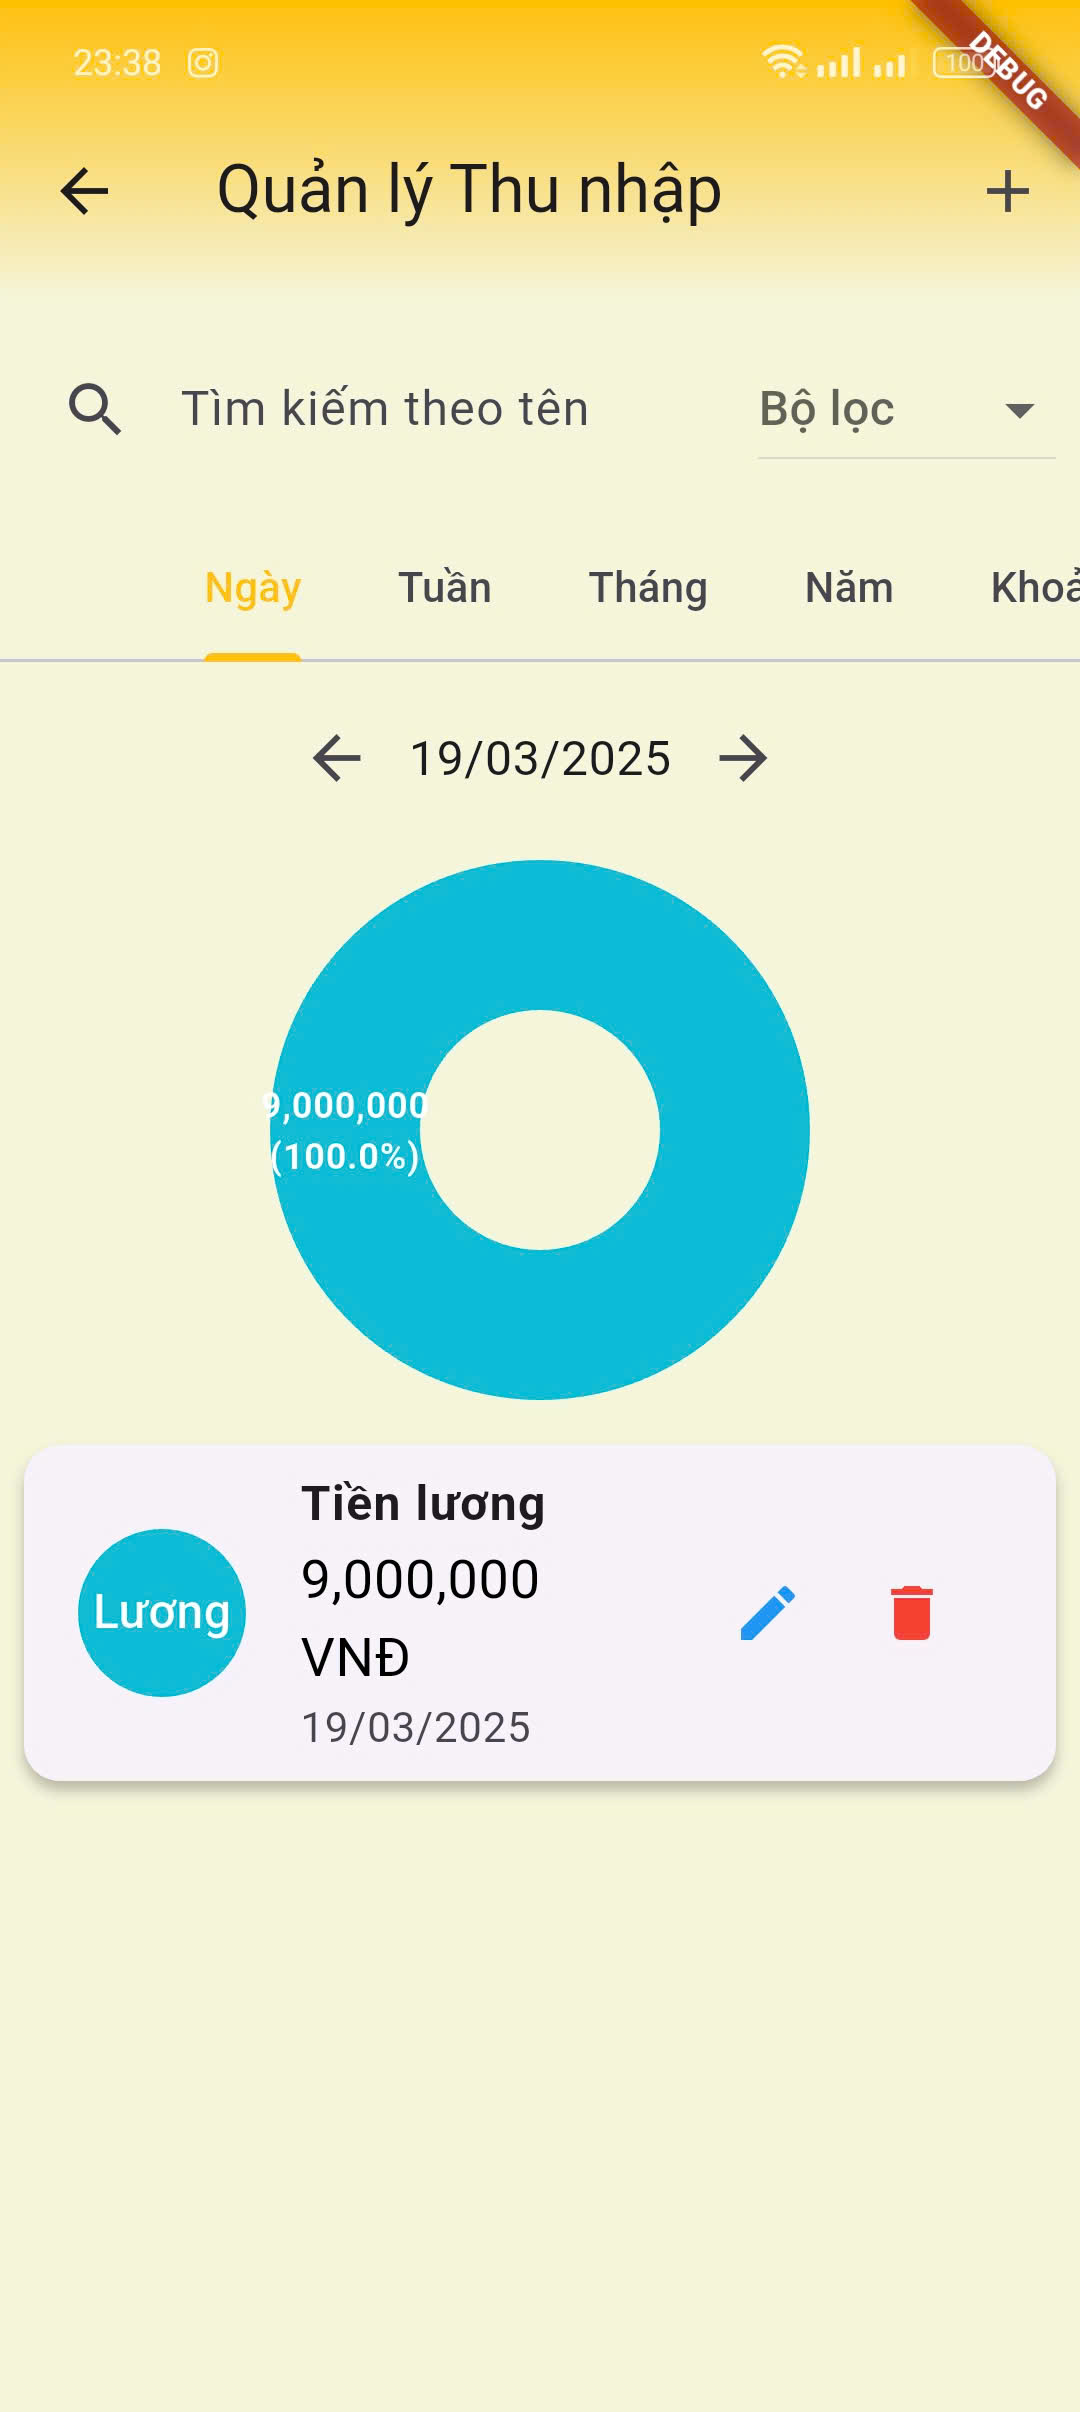 23:38
100
DEBUG
Quản lý Thu nhập
Tìm kiếm theo tên
Bộ lọc
Ngày Tuần Tháng Năm Khoả
19/03/2025
9,000,000
(100.0%)
Tiền lương
Lương
9,000,000
VNĐ
19/03/2025